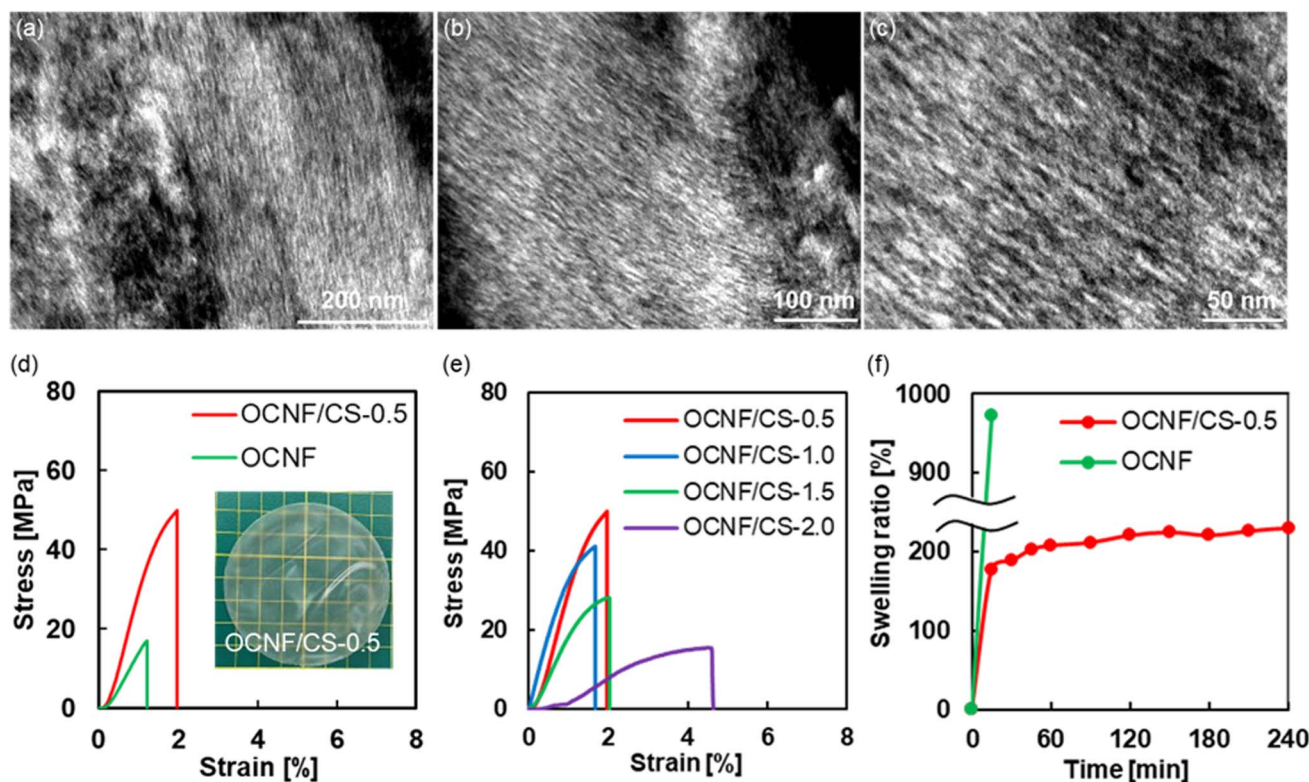 (a)
200 nm
(b)
100 nm
(c)
50 nm
(d)
80
60
40
20
0
0
2
4
6
8
Stress [MPa]
Strain [%]
OCNF/CS-0.5
OCNF
OCNF/CS-0.5
(e)
80
60
40
20
0
0
2
4
6
8
Stress [MPa]
Strain [%]
OCNF/CS-0.5
OCNF/CS-1.0
OCNF/CS-1.5
OCNF/CS-2.0
(f)
1000
900
200
100
0
60
120
180
240
Swelling ratio [%]
Time [min]
OCNF/CS-0.5
OCNF